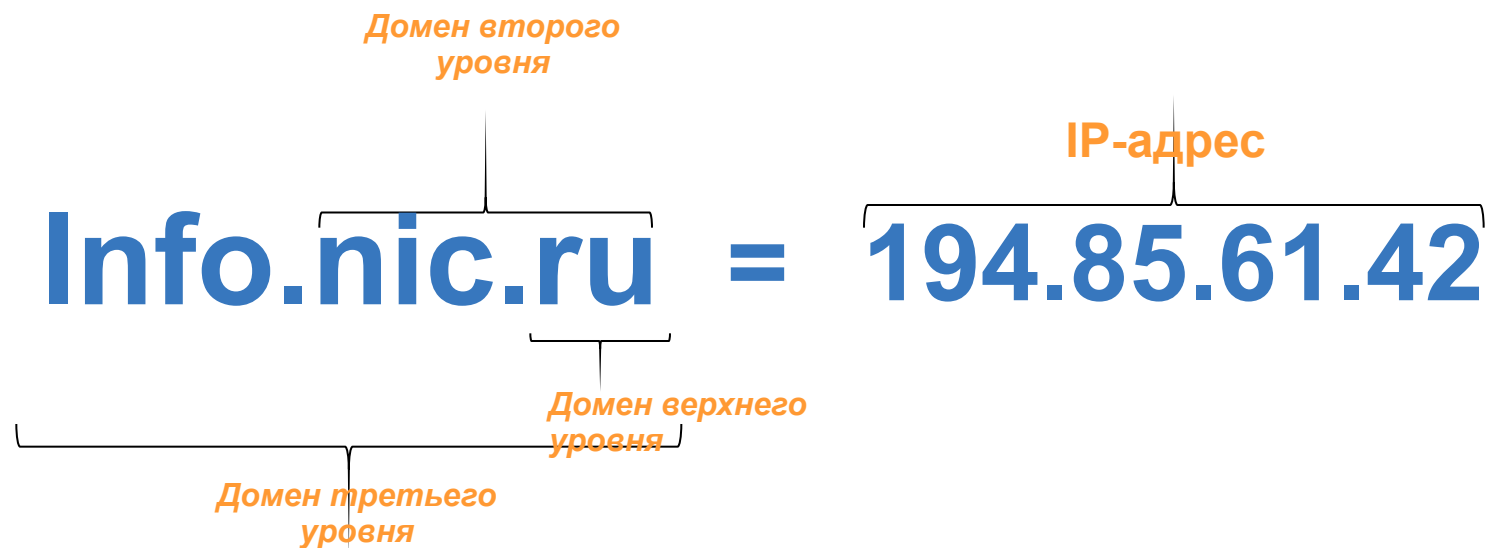 Домен второго
уровня
IP-адрес
Info.nic.ru = 194.85.61.42
Домен верхнего
уровня
Домен третьего
уровня